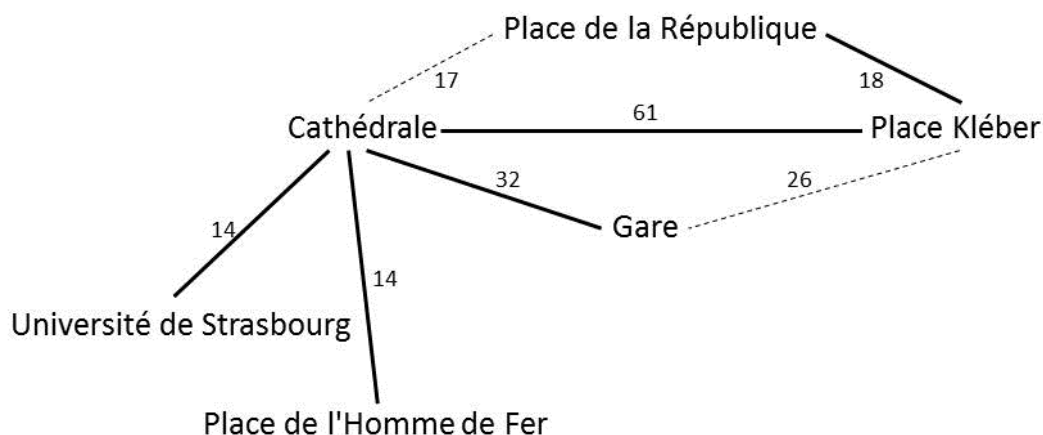 Place de la République
17
18
Cathédrale
61
Place Kléber
32
26
Gare
14
14
Université de Strasbourg
Place de l'Homme de Fer